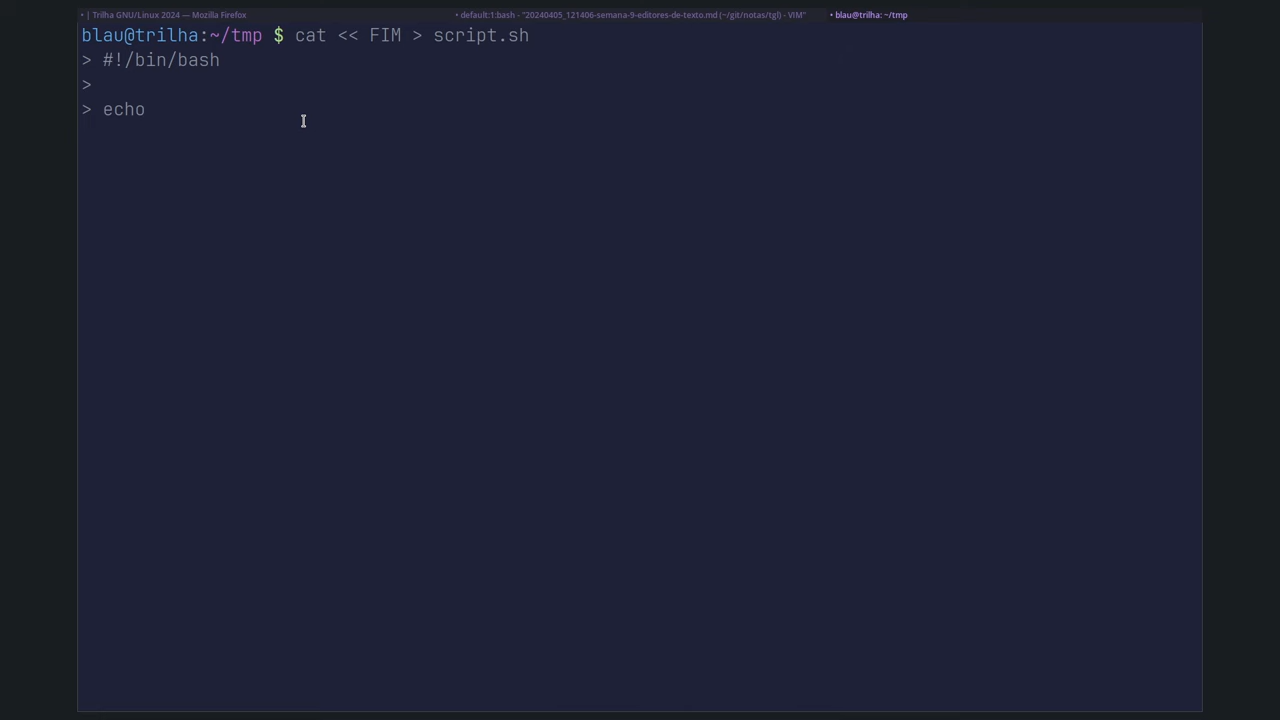 • | Trilha GNU/Linux 2024 — Mozilla Firefox • default:1:bash - "20240405_121406-semana-9-editores-de-texto.md (~/git/notas/tgl) - VIM" • blau@trilha: ~/tmp
blau@trilha:~/tmp $ cat << FIM > script.sh
> #!/bin/bash
>
> echo